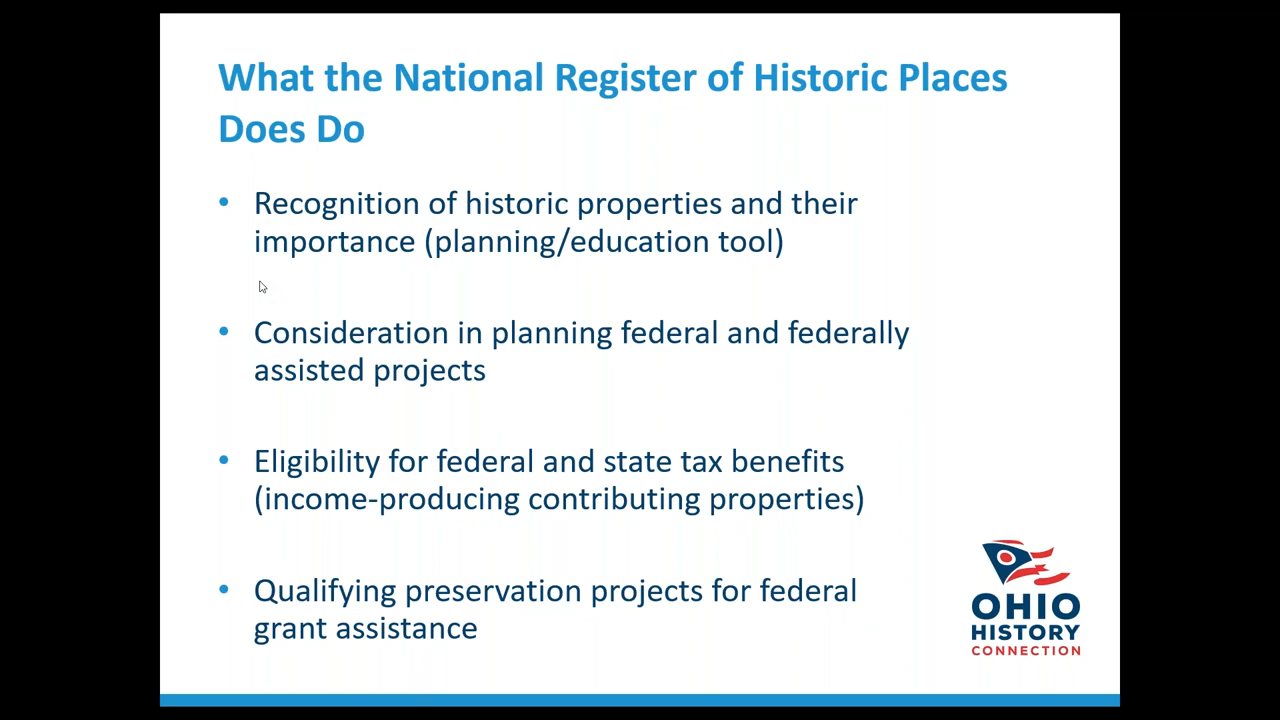 What the National Register of Historic Places
Does Do
• Recognition of historic properties and their
importance (planning/education tool)
• Consideration in planning federal and federally
assisted projects
• Eligibility for federal and state tax benefits
(income-producing contributing properties)
• Qualifying preservation projects for federal
grant assistance
OHIO
HISTORY
CONNECTION